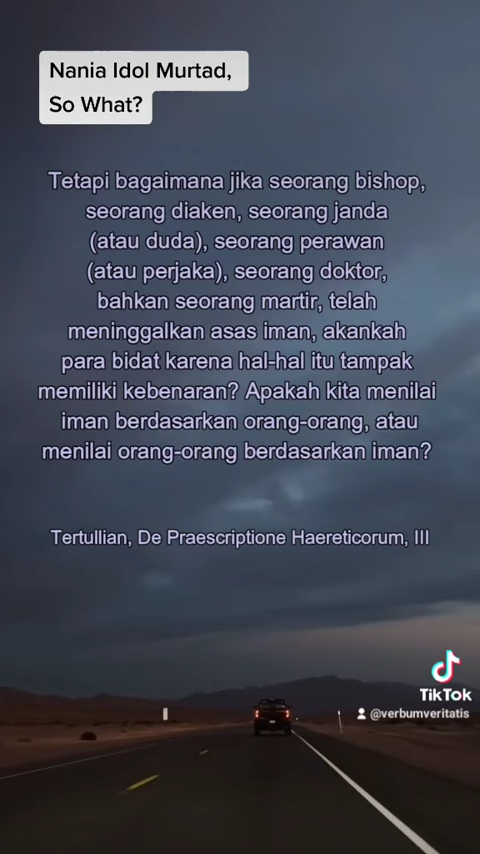 Nania Idol Murtad,
So What?
Tetapi bagaimana jika seorang bishop,
seorang diaken, seorang janda
(atau duda), seorang perawan
(atau perjaka), seorang doktor,
bahkan seorang martir, telah
meninggalkan asas iman, akankah
para bidat karena hal-hal itu tampak
memiliki kebenaran? Apakah kita menilai
iman berdasarkan orang-orang, atau
menilai orang-orang berdasarkan iman?
Tertullian, De Praescriptione Haereticorum, III
TikTok
@verbumveritatis